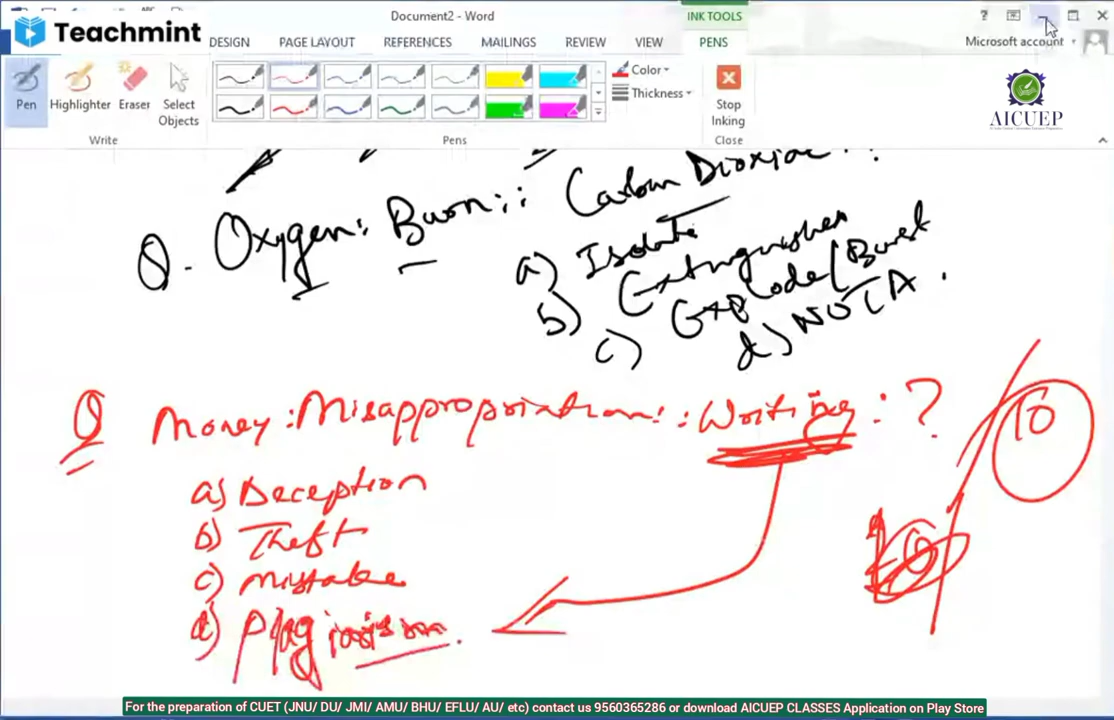 Document2 - Word
INK TOOLS
Teachmint
DESIGN PAGE LAYOUT REFERENCES MAILINGS REVIEW VIEW PENS
Microsoft account
Pen Highlighter Eraser Select Objects
Color
Thickness
Stop Inking
Write Pens Close
AICUEP
Q. Oxygen: Burn:: Carbon Dioxide: ?
a) Isolate
b) Extinguisher
c) Explode/Burst
d) NOTA.
Q Money: Misappropriation:: Writing: ?
10
a) Deception
b) Theft
c) mistake
d) Plagiarism.
For the preparation of CUET (JNU/ DU/ JMI/ AMU/ BHU/ EFLU/ AU/ etc) contact us 9560365286 or download AICUEP CLASSES Application on Play Store